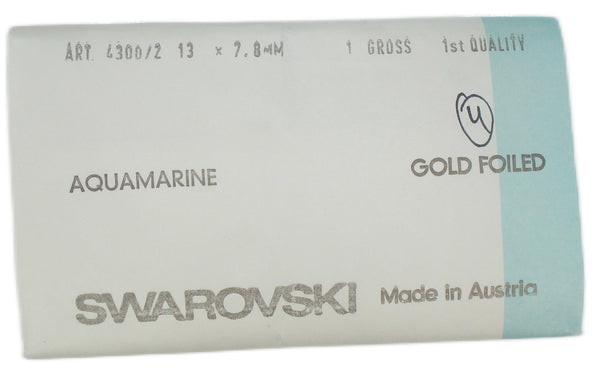 ART. 4300/2 13 x 7.8MM 1 GROSS 1st QUALITY
4
AQUAMARINE GOLD FOILED
SWAROVSKI Made in Austria